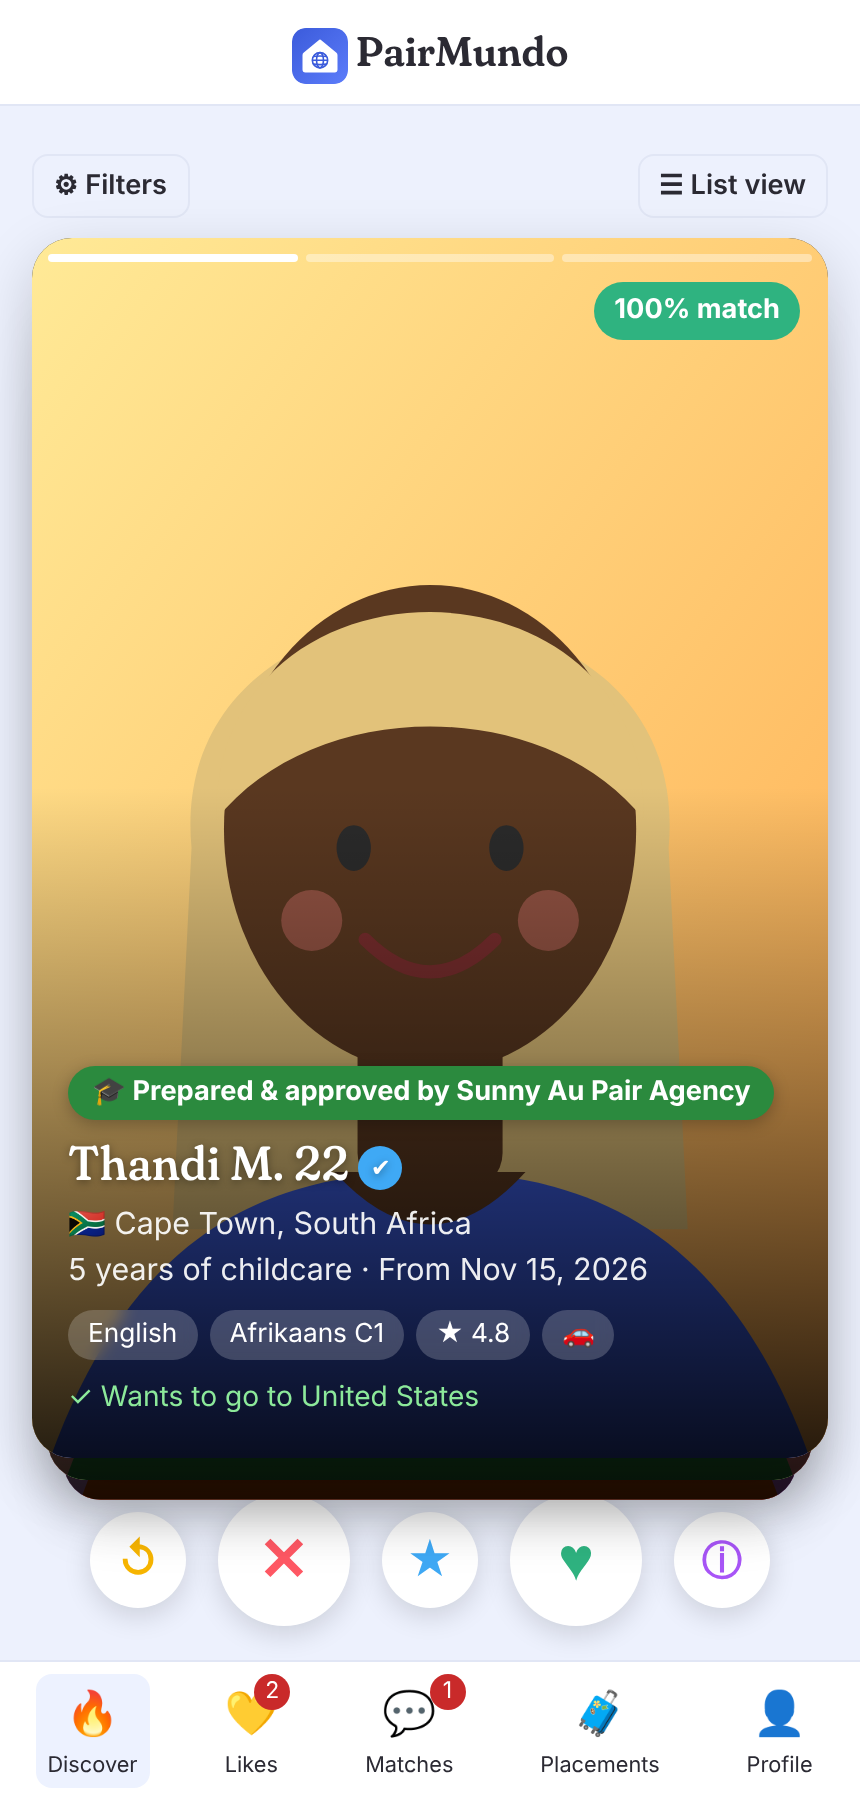 PairMundo
⚙ Filters
☰ List view
100% match
🎓 Prepared & approved by Sunny Au Pair Agency
Thandi M. 22 ✔
🇿🇦 Cape Town, South Africa
5 years of childcare · From Nov 15, 2026
English
Afrikaans C1
★ 4.8
🚗
✓ Wants to go to United States
2
1
Discover
Likes
Matches
Placements
Profile